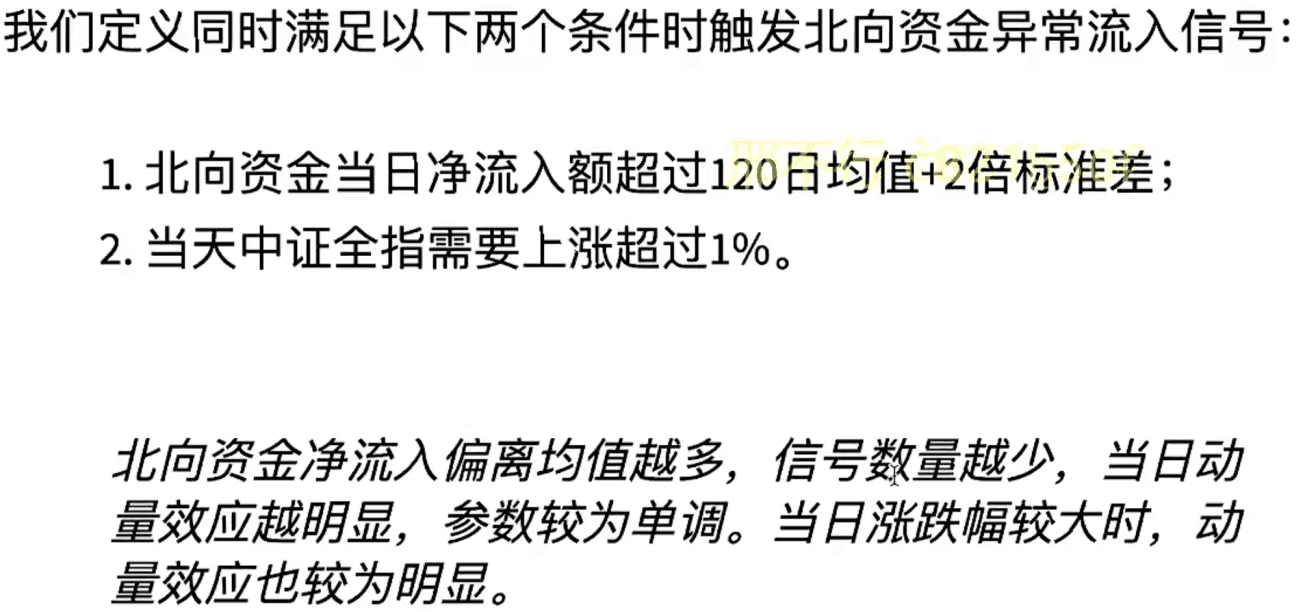 我们定义同时满足以下两个条件时触发北向资金异常流入信号：
1. 北向资金当日净流入额超过120日均值+2倍标准差；
2. 当天中证全指需要上涨超过1%。
北向资金净流入偏离均值越多，信号数量越少，当日动
量效应越明显，参数较为单调。当日涨跌幅较大时，动
量效应也较为明显。